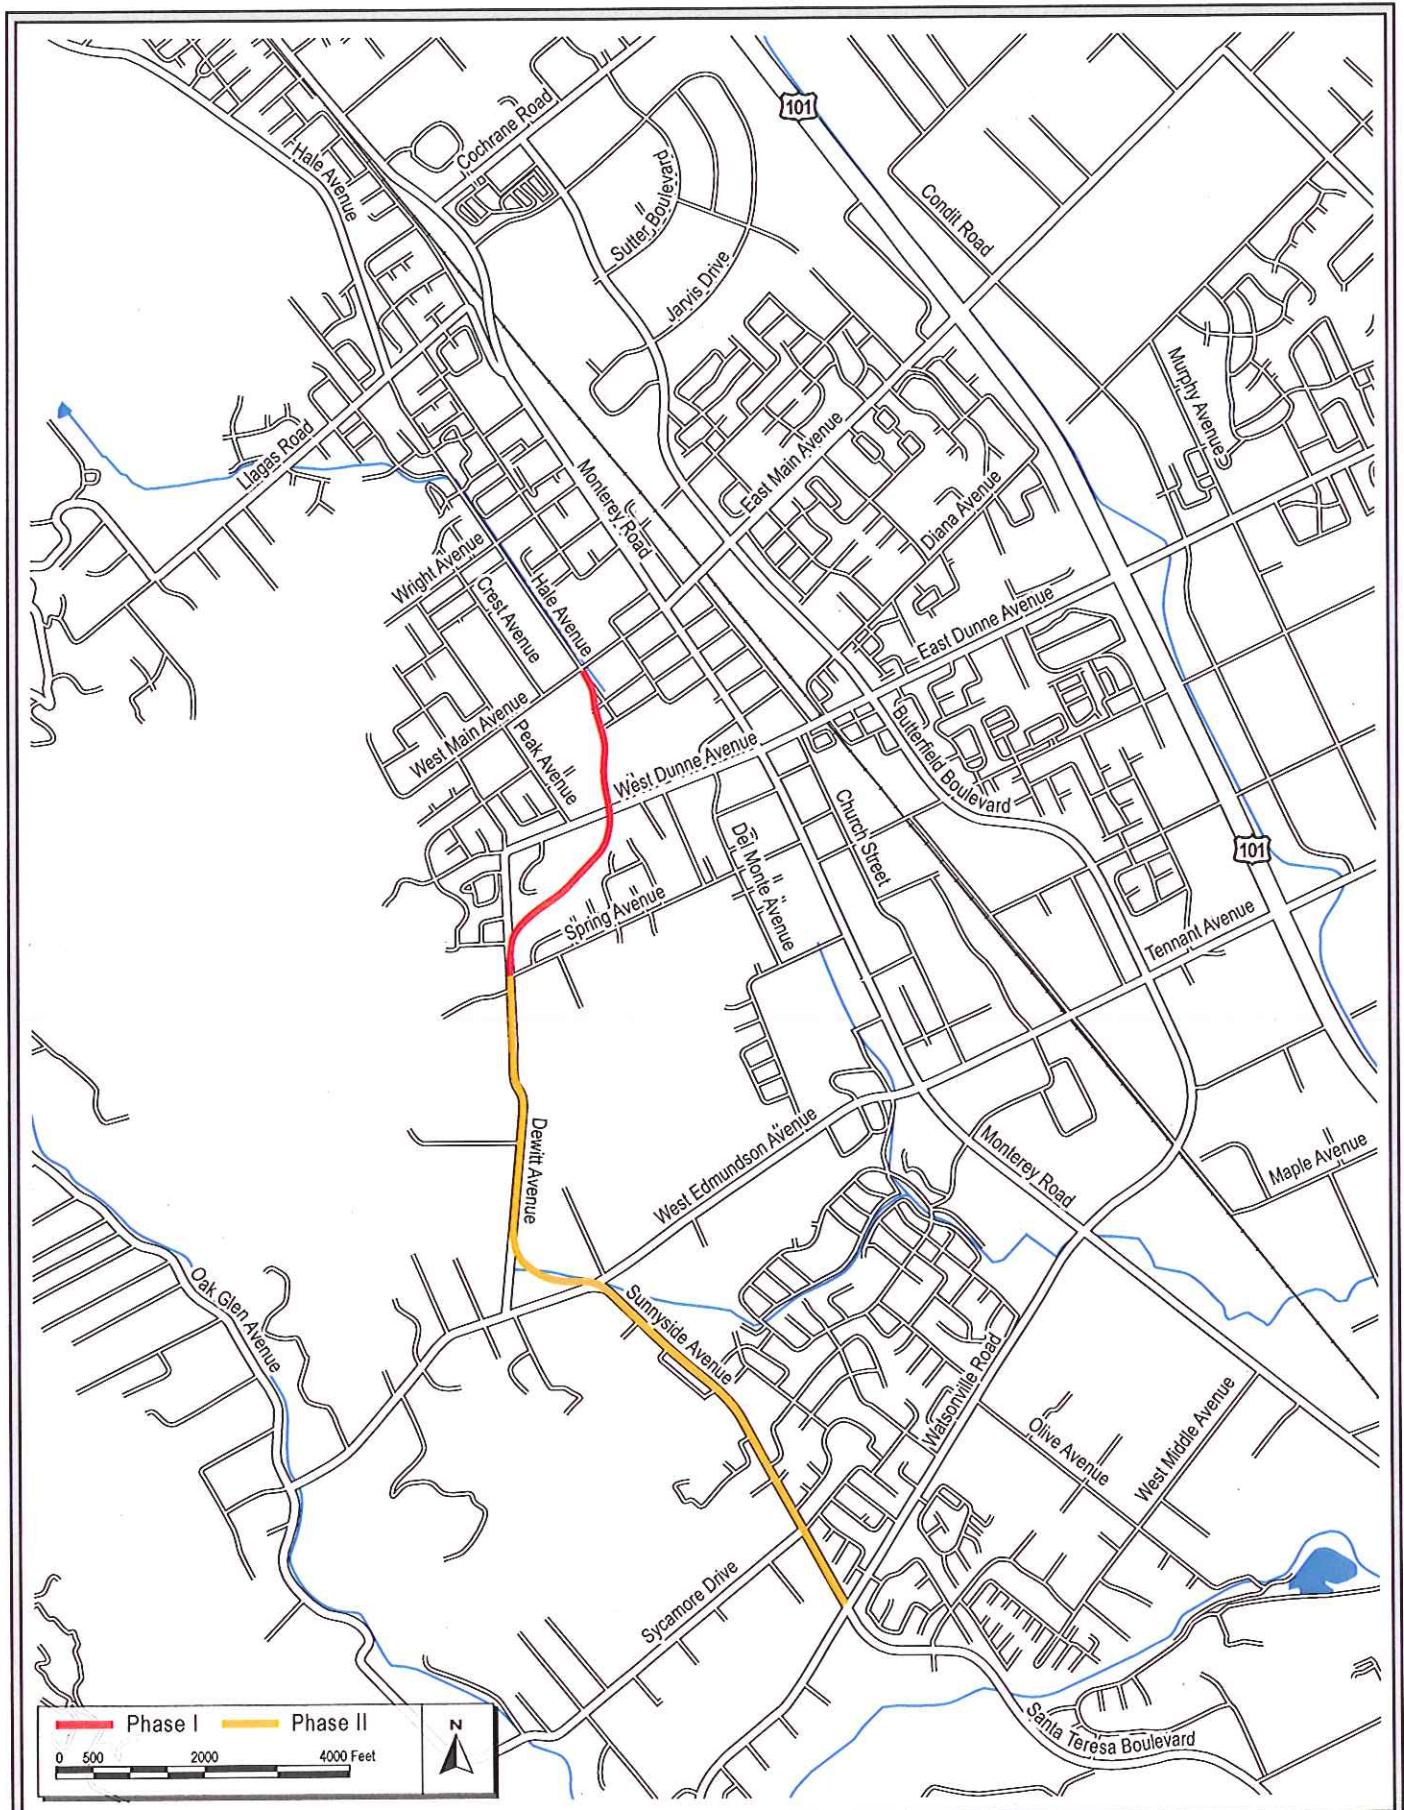 101
Cochrane Road
Hale Avenue
Sutter Boulevard
Condit Road
Jarvis Drive
Murphy Avenue
Llagas Road
East Main Avenue
Monterey Road
Diana Avenue
Wright Avenue
Crest Avenue
Hale Avenue
East Dunne Avenue
West Main Avenue
Peak Avenue
West Dunne Avenue
Butterfield Boulevard
Church Street
Del Monte Avenue
101
Spring Avenue
Tennant Avenue
Dewitt Avenue
West Edmundson Avenue
Monterey Road
Maple Avenue
Oak Glen Avenue
Sunnyside Avenue
Watsonville Road
Olive Avenue
West Middle Avenue
Sycamore Drive
Santa Teresa Boulevard
Phase I Phase II
N
0 500 2000 4000 Feet